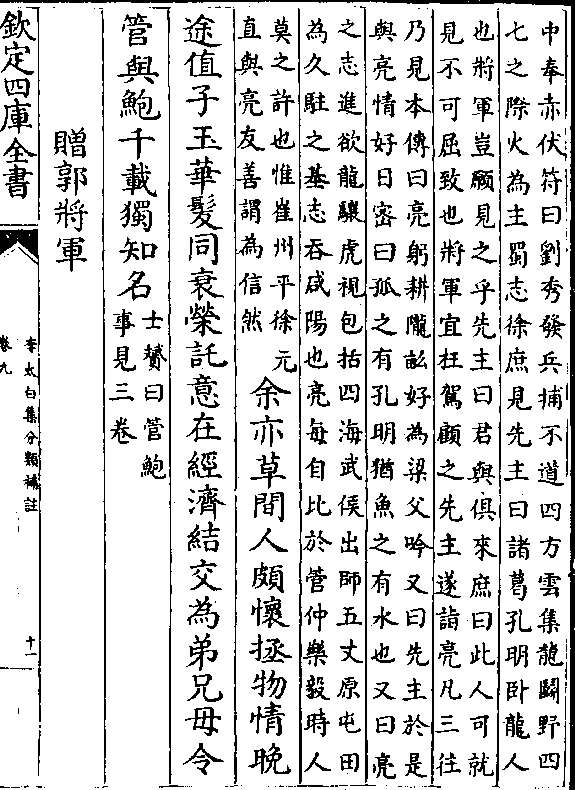 中奉赤伏符曰劉秀發兵捕不道四方雲集龍鬭野四
七之際火為主蜀志徐庶見先主曰諸葛孔明卧龍人
也將軍豈願見之乎先主曰君與俱來庶曰此人可就
見不可屈致也將軍宜枉駕顧之先主遂詣亮凡三往
乃見本傳曰亮躬耕隴畝好為梁父吟又曰先主於是
與亮情好日密曰孤之有孔明猶魚之有水也又曰亮
之志進欲龍驤虎視包括四海武侯出師五丈原屯田
為久駐之基志吞咸陽也亮每自比於管仲樂毅時人
莫之許也惟崔州平徐元
直與亮友善謂為信然
余亦草間人頗懷拯物情晚
途值子玉華髮同衰榮託意在經濟結交為弟兄毋令
管與鮑千載獨知名
士贇曰管鮑
事見三卷
贈郭將軍
欽定四庫全書
李太白集分類補註
卷九
十一